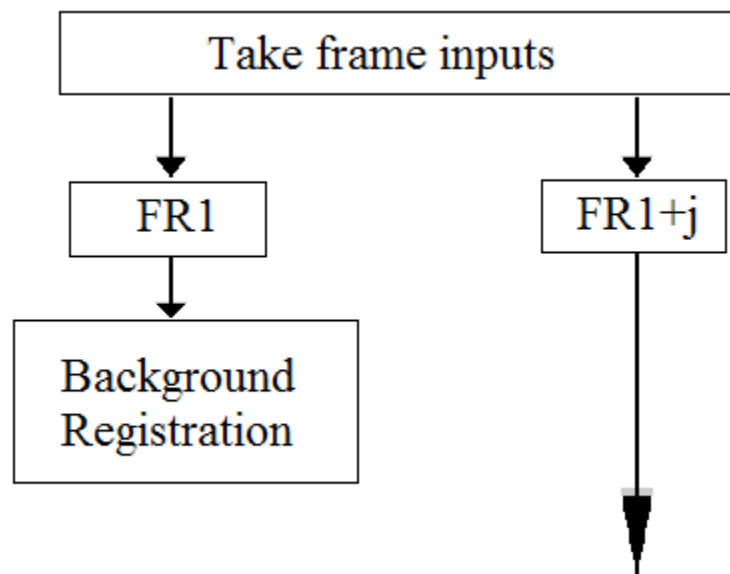 Take frame inputs
FR1
FR1+j
Background
Registration